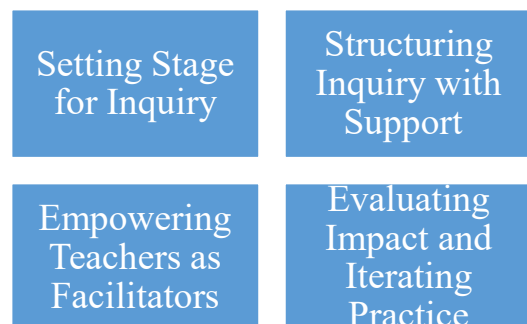 Setting Stage
for Inquiry
Structuring
Inquiry with
Support
Empowering
Teachers as
Facilitators
Evaluating
Impact and
Iterating
Practice